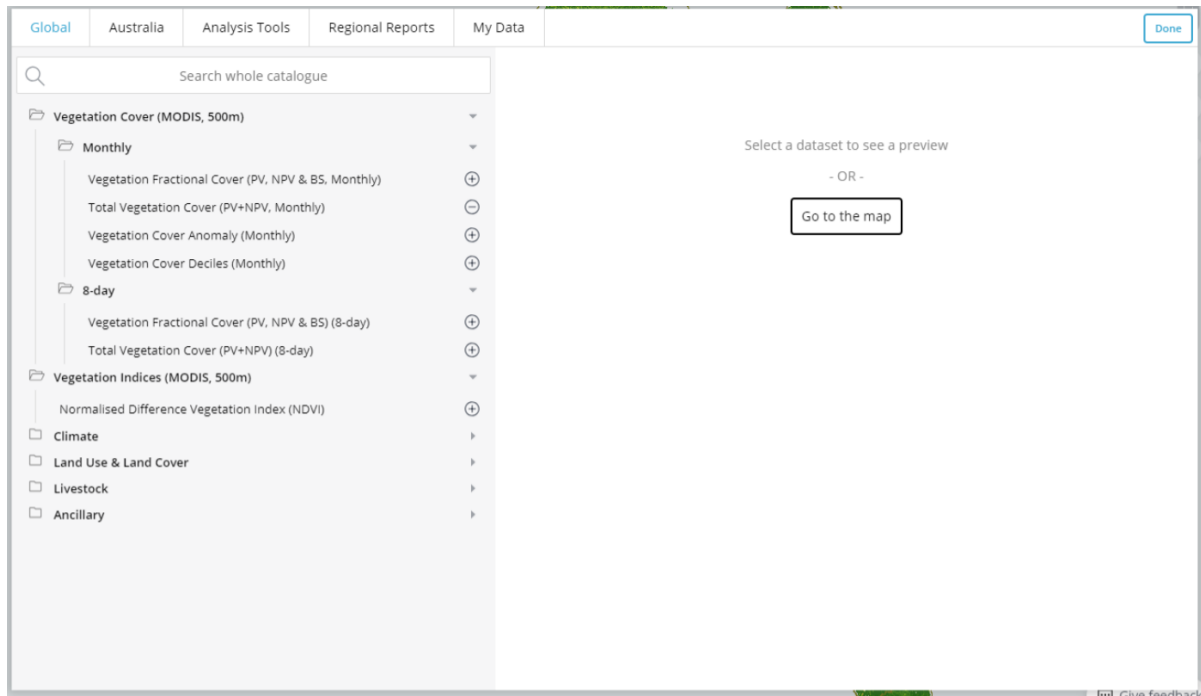 Global
Australia
Analysis Tools
Regional Reports
My Data
Done
Search whole catalogue
Vegetation Cover (MODIS, 500m)
Monthly
Vegetation Fractional Cover (PV, NPV & BS, Monthly)
Total Vegetation Cover (PV+NPV, Monthly)
Vegetation Cover Anomaly (Monthly)
Vegetation Cover Deciles (Monthly)
8-day
Vegetation Fractional Cover (PV, NPV & BS) (8-day)
Total Vegetation Cover (PV+NPV) (8-day)
Vegetation Indices (MODIS, 500m)
Normalised Difference Vegetation Index (NDVI)
Climate
Land Use & Land Cover
Livestock
Ancillary
Select a dataset to see a preview
- OR -
Go to the map
Give feedback